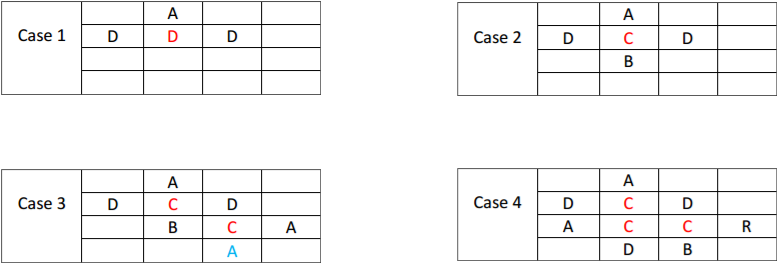 A
Case 1 D D D
A
Case 2 D C D
B
A
Case 3 D C D
B C A
A
A
Case 4 D C D
A C C R
D B